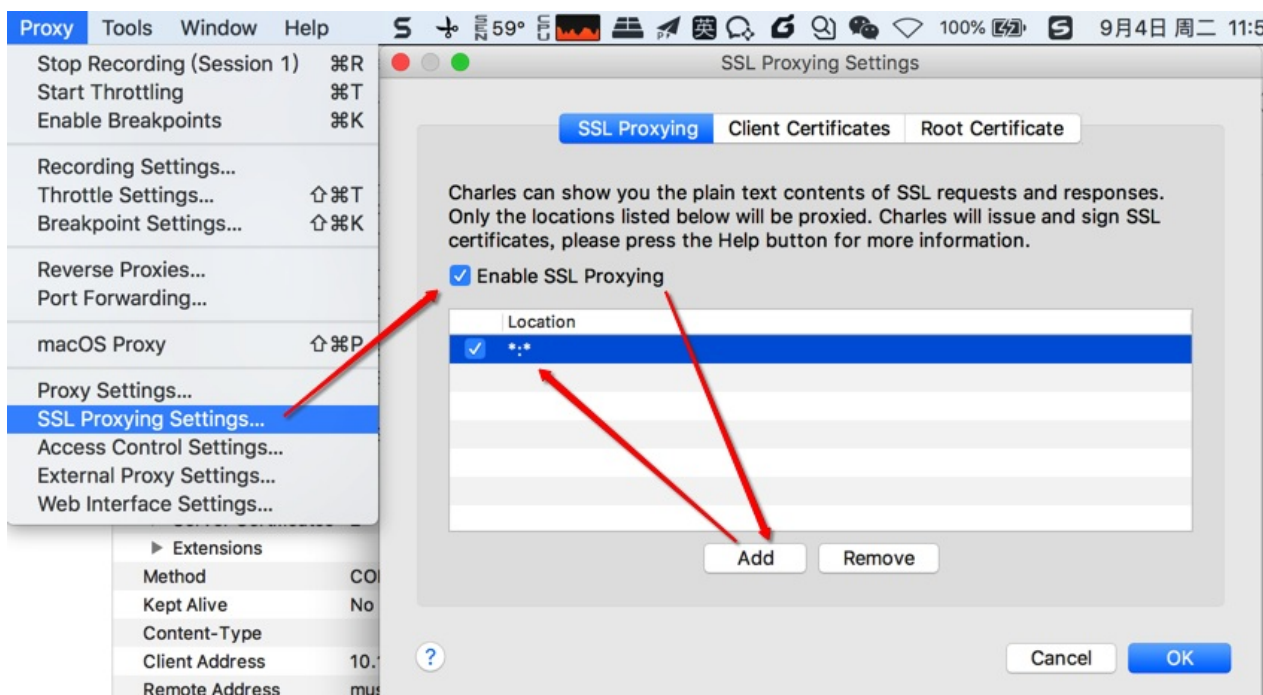 Proxy Tools Window Help 59° 英 100% 9月4日 周二 11:5
Stop Recording (Session 1) ⌘R
Start Throttling ⌘T
Enable Breakpoints ⌘K
Recording Settings...
Throttle Settings... ⇧⌘T
Breakpoint Settings... ⇧⌘K
Reverse Proxies...
Port Forwarding...
macOS Proxy ⇧⌘P
Proxy Settings...
SSL Proxying Settings...
Access Control Settings...
External Proxy Settings...
Web Interface Settings...
Extensions
Method CO
Kept Alive No
Content-Type
Client Address 10.
Remote Address mus
SSL Proxying Settings
SSL Proxying Client Certificates Root Certificate
Charles can show you the plain text contents of SSL requests and responses.
Only the locations listed below will be proxied. Charles will issue and sign SSL
certificates, please press the Help button for more information.
Enable SSL Proxying
Location
*:*
Add Remove
? Cancel OK